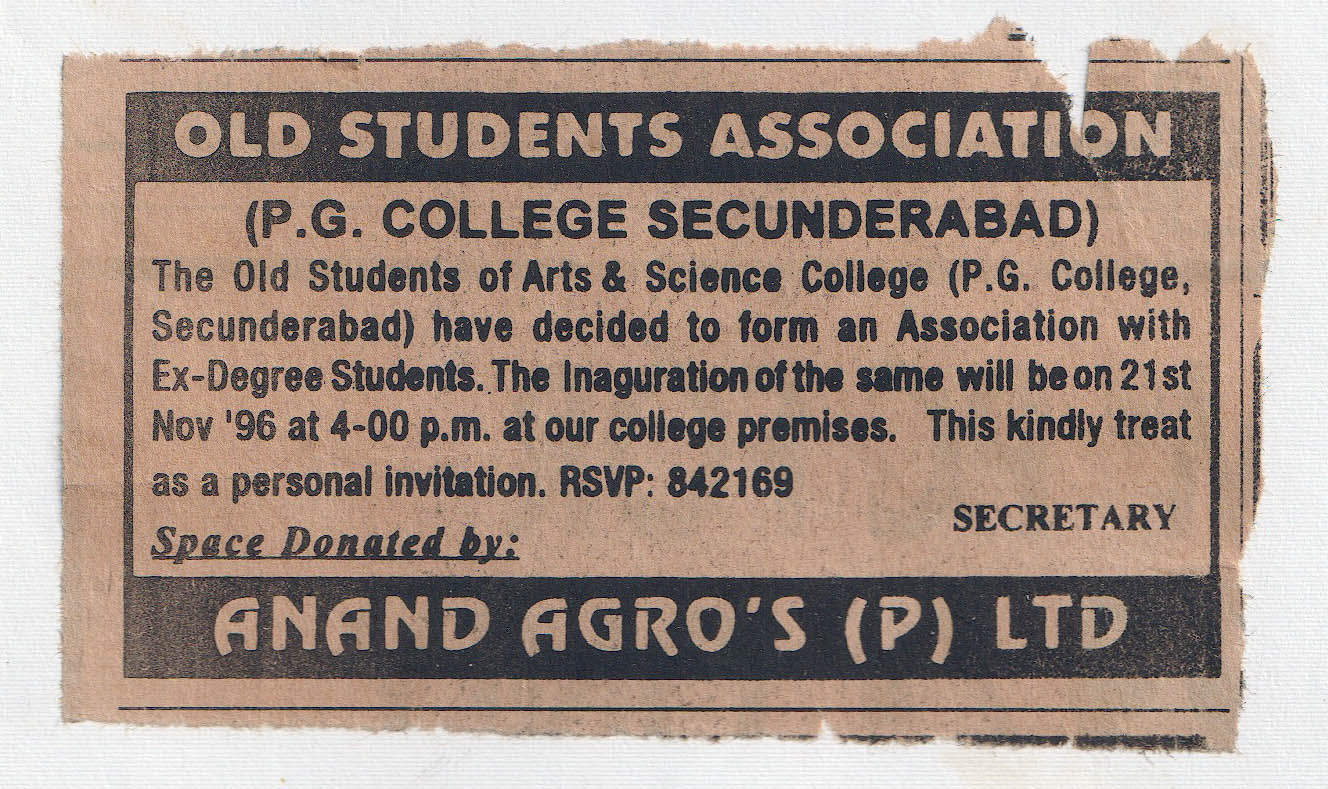 OLD STUDENTS ASSOCIATION
(P.G. COLLEGE SECUNDERABAD)
The Old Students of Arts & Science College (P.G. College,
Secunderabad) have decided to form an Association with
Ex-Degree Students. The Inaguration of the same will be on 21st
Nov '96 at 4-00 p.m. at our college premises. This kindly treat
as a personal invitation. RSVP: 842169
SECRETARY
Space Donated by:
ANAND AGRO'S (P) LTD